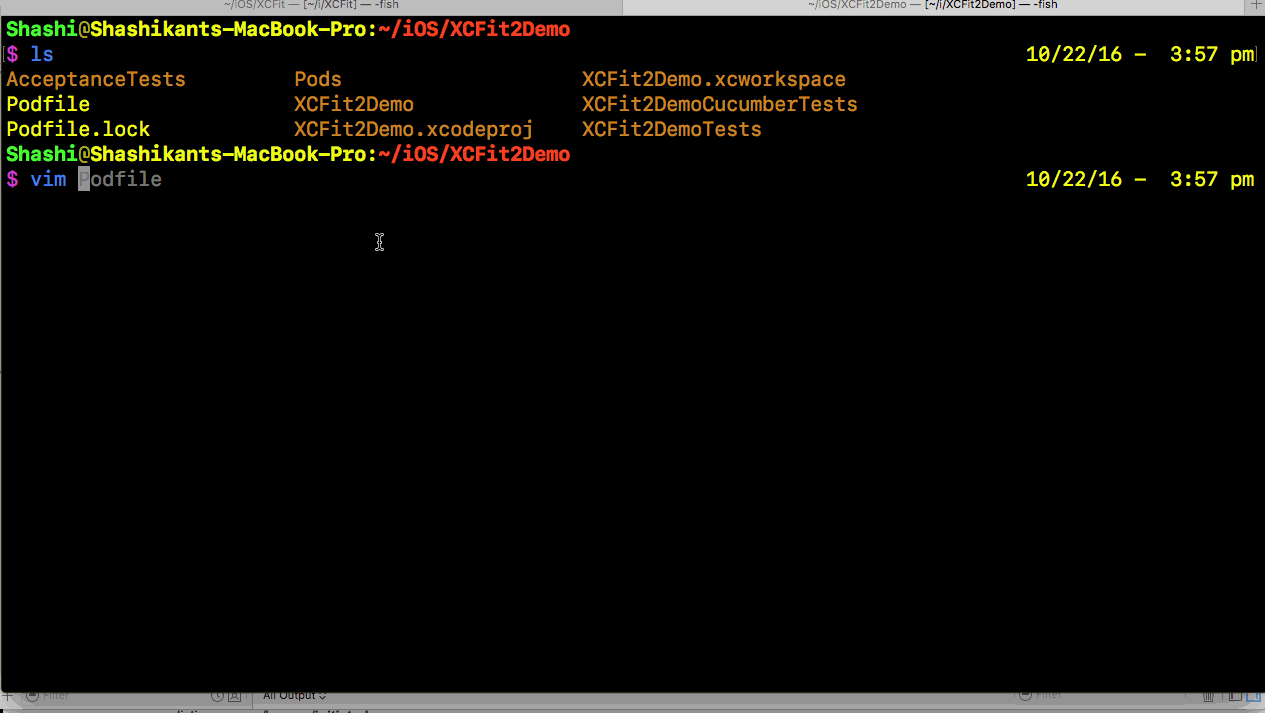 ~/iOS/XCFit — [~/i/XCFit] — -fish ~/iOS/XCFit2Demo — [~/i/XCFit2Demo] — -fish
Shashi@Shashikants-MacBook-Pro:~/iOS/XCFit2Demo
$ ls 10/22/16 - 3:57 pm
AcceptanceTests Pods XCFit2Demo.xcworkspace
Podfile XCFit2Demo XCFit2DemoCucumberTests
Podfile.lock XCFit2Demo.xcodeproj XCFit2DemoTests
Shashi@Shashikants-MacBook-Pro:~/iOS/XCFit2Demo
$ vim Podfile 10/22/16 - 3:57 pm
Filter All Output Filter